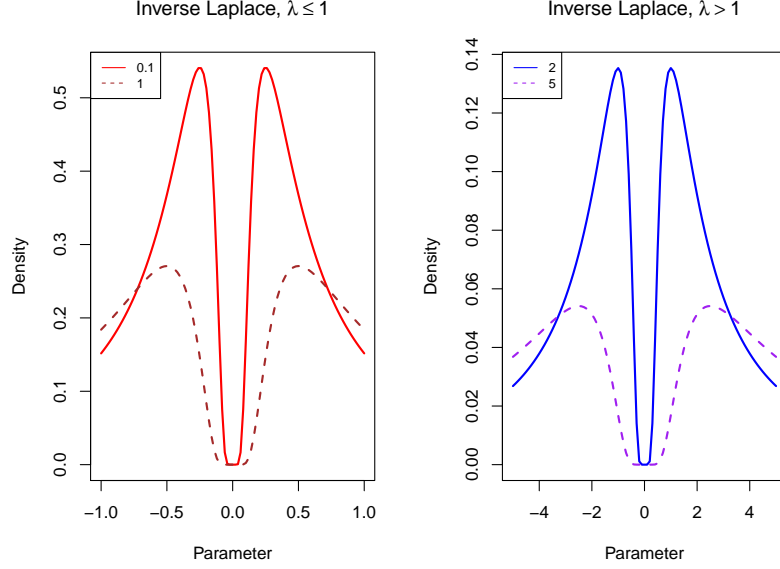 Inverse Laplace, λ ≤ 1
0.1
1
Density
0.0
0.1
0.2
0.3
0.4
0.5
−1.0 −0.5 0.0 0.5 1.0
Parameter
Inverse Laplace, λ > 1
2
5
Density
0.00
0.02
0.04
0.06
0.08
0.10
0.12
0.14
−4 −2 0 2 4
Parameter